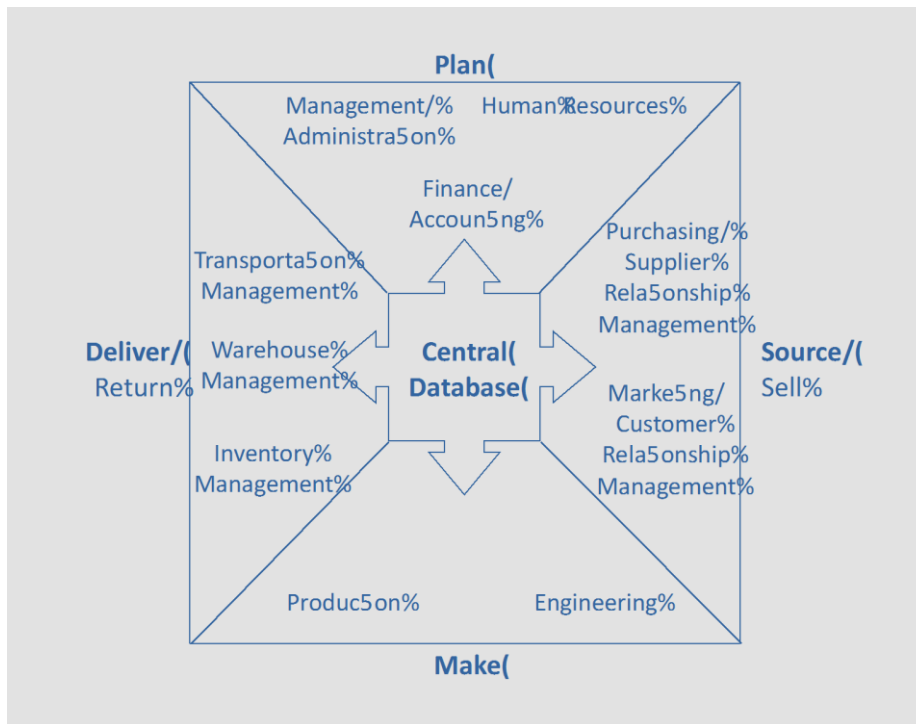 Plan(
Management/%
Administra5on%
Human% Resources%
Finance/
Accoun5ng%
Transporta5on%
Management%
Purchasing/%
Supplier%
Rela5onship%
Management%
Deliver/(
Return%
Warehouse%
Management%
Central(
Database(
Source/(
Sell%
Inventory%
Management%
Marke5ng/
Customer%
Rela5onship%
Management%
Produc5on%
Engineering%
Make(